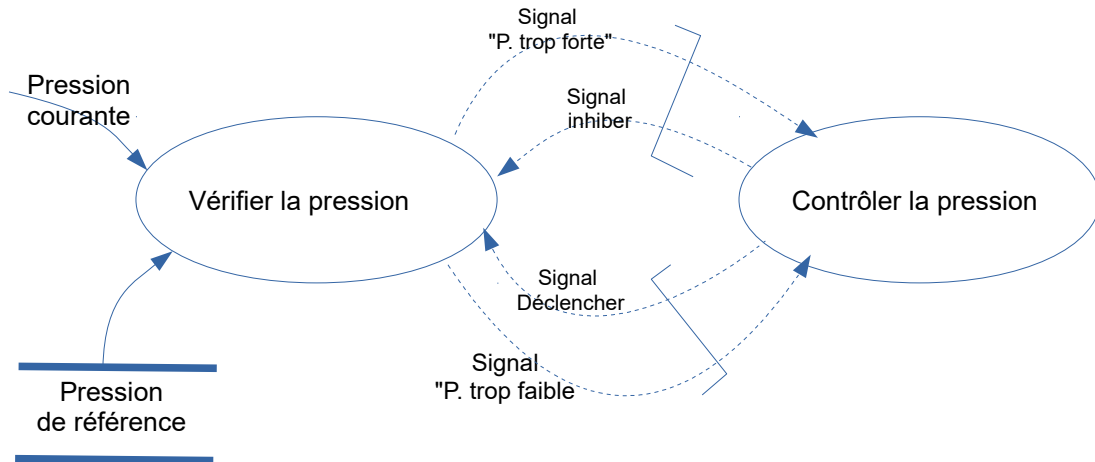 Signal
"P. trop forte"
Pression
courante
Signal
inhiber
Vérifier la pression
Contrôler la pression
Signal
Déclencher
Signal
"P. trop faible
Pression
de référence